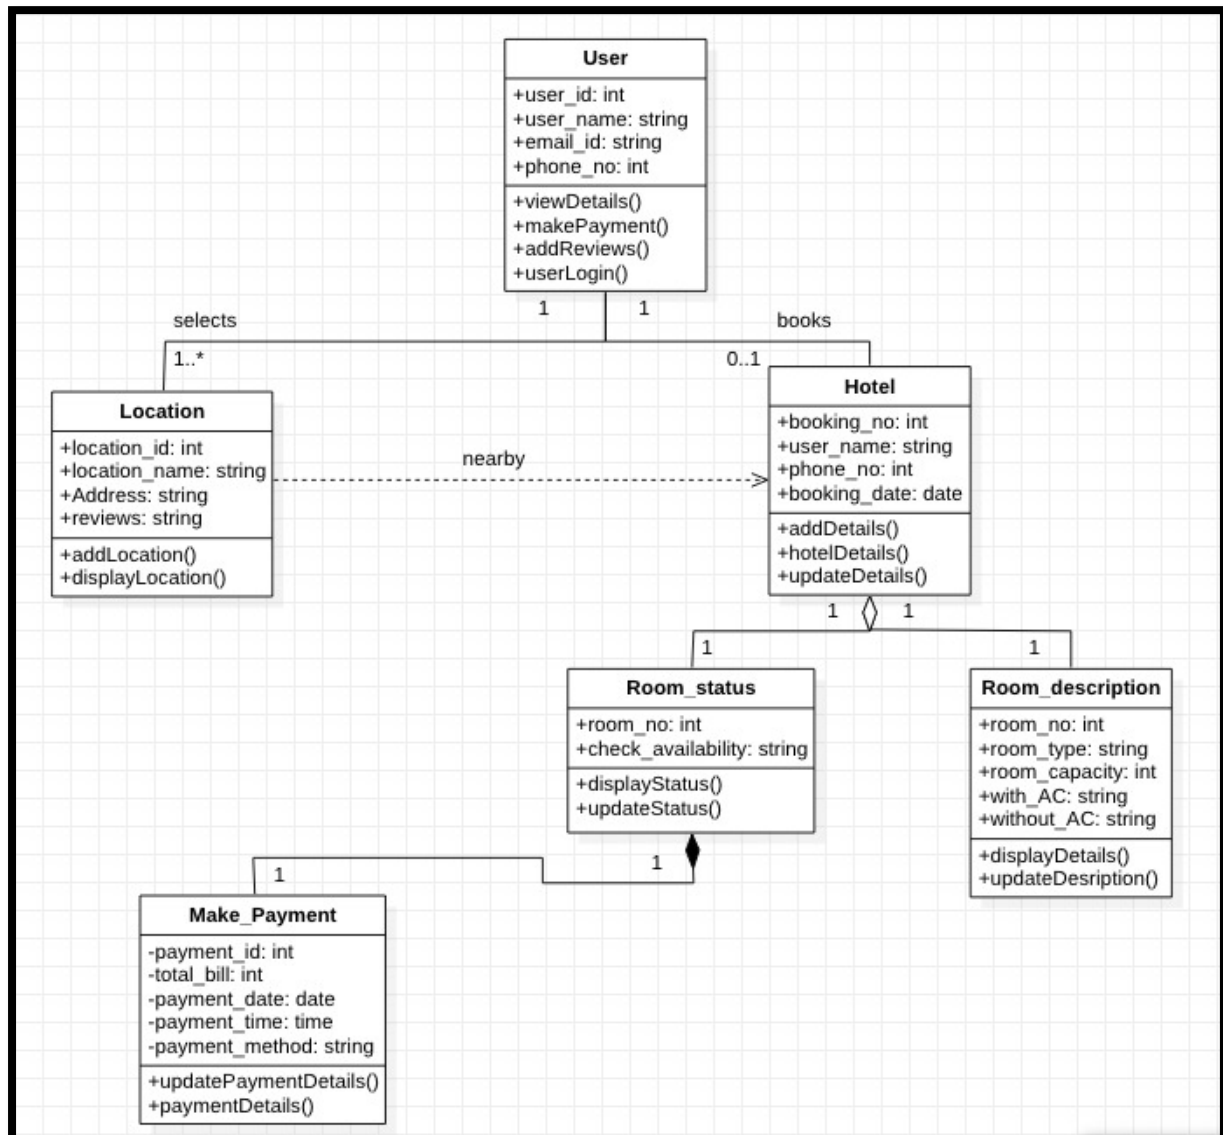 User
+user_id: int
+user_name: string
+email_id: string
+phone_no: int
+viewDetails()
+makePayment()
+addReviews()
+userLogin()
1 1
selects books
1..* 0..1
Location
+location_id: int
+location_name: string
+Address: string
+reviews: string
+addLocation()
+displayLocation()
nearby
Hotel
+booking_no: int
+user_name: string
+phone_no: int
+booking_date: date
+addDetails()
+hotelDetails()
+updateDetails()
1 1
1 1
Room_status
+room_no: int
+check_availability: string
+displayStatus()
+updateStatus()
Room_description
+room_no: int
+room_type: string
+room_capacity: int
+with_AC: string
+without_AC: string
+displayDetails()
+updateDesription()
1
1
Make_Payment
-payment_id: int
-total_bill: int
-payment_date: date
-payment_time: time
-payment_method: string
+updatePaymentDetails()
+paymentDetails()